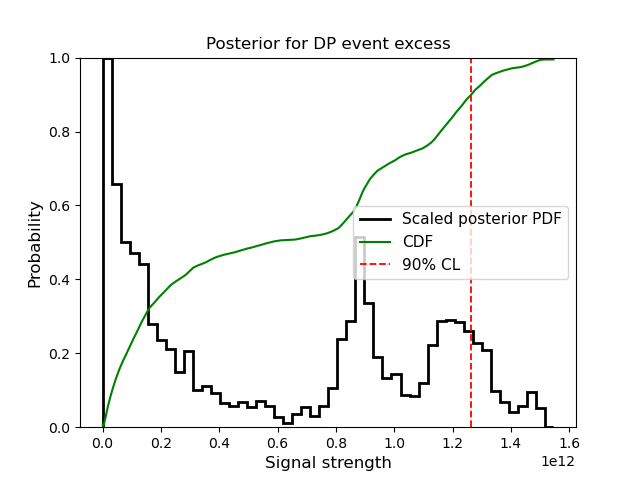 Posterior for DP event excess
Probability
1.0
0.8
0.6
0.4
0.2
0.0
Scaled posterior PDF
CDF
90% CL
0.0 0.2 0.4 0.6 0.8 1.0 1.2 1.4 1.6
1e12
Signal strength